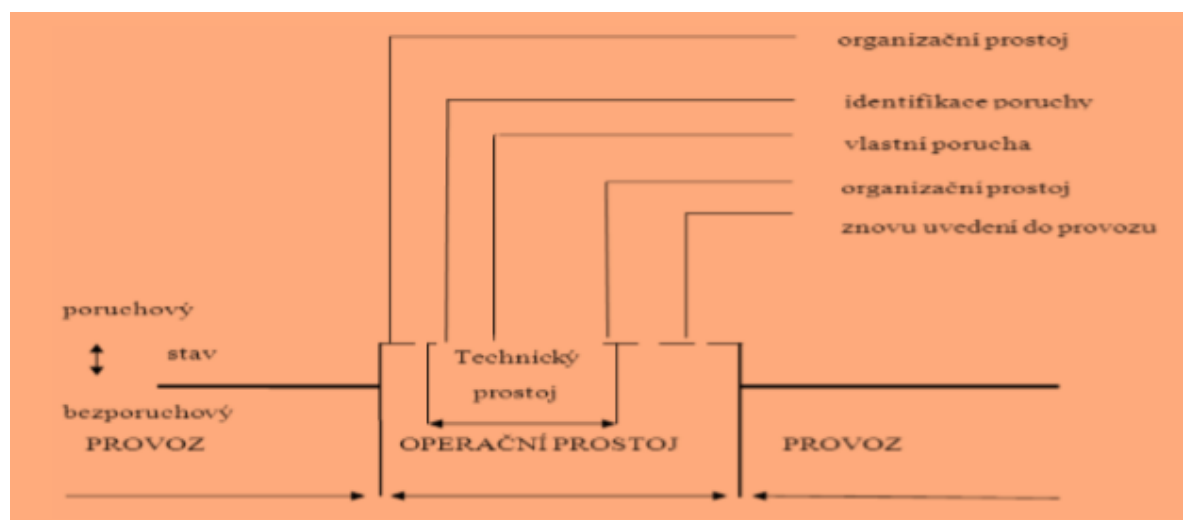 organizační prostoj
identifikace poruchy
vlastní porucha
organizační prostoj
znovu uvedení do provozu
poruchový
stav
Technický
prostoj
bezporuchový
PROVOZ
OPERAČNÍ PROSTOJ
PROVOZ